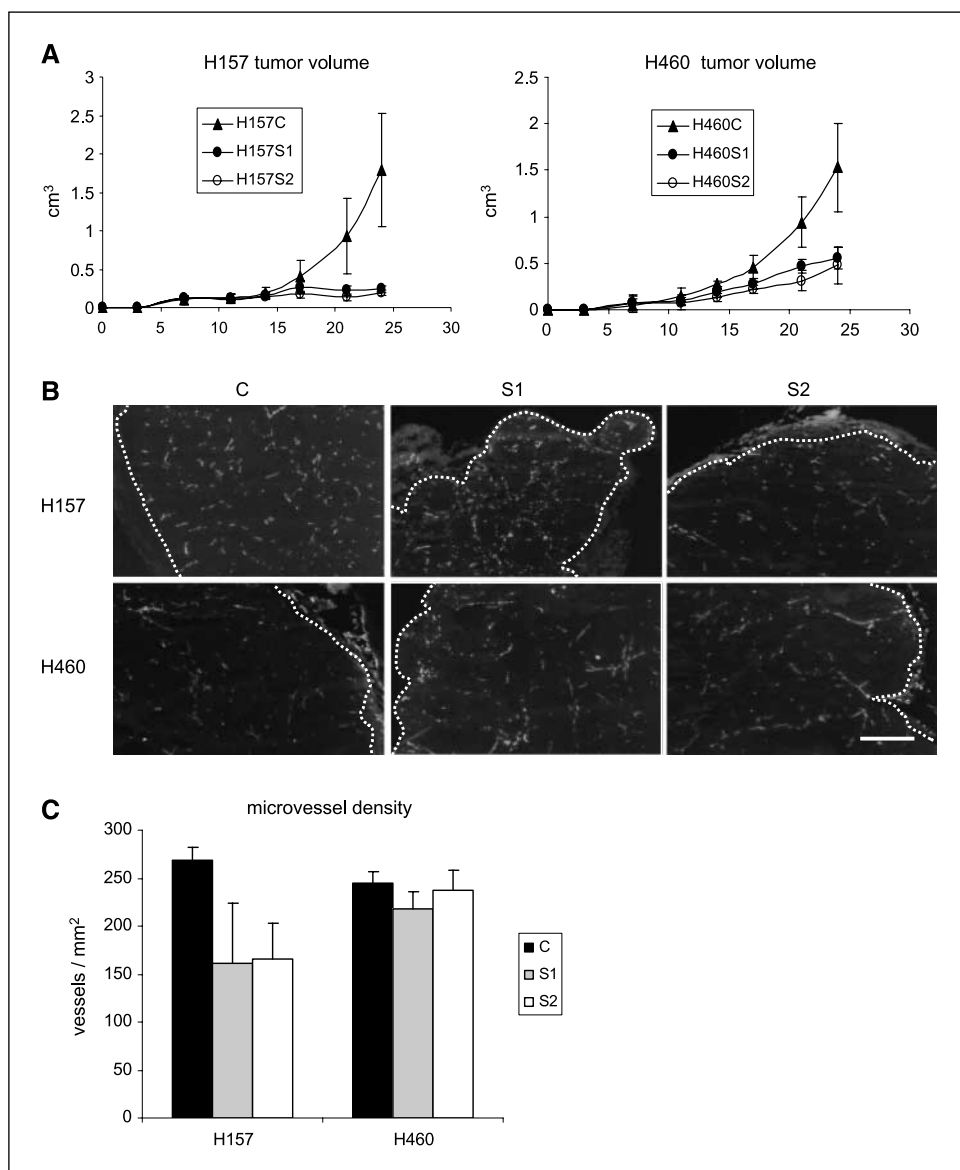 A
H157 tumor volume
3
2.5
2
1.5
1
0.5
0
cm³
H157C
H157S1
H157S2
0 5 10 15 20 25 30
H460 tumor volume
2.5
2
1.5
1
0.5
0
cm³
H460C
H460S1
H460S2
0 5 10 15 20 25 30
B
C S1 S2
H157
H460
C
microvessel density
300
250
200
150
100
50
0
vessels / mm²
H157 H460
C
S1
S2